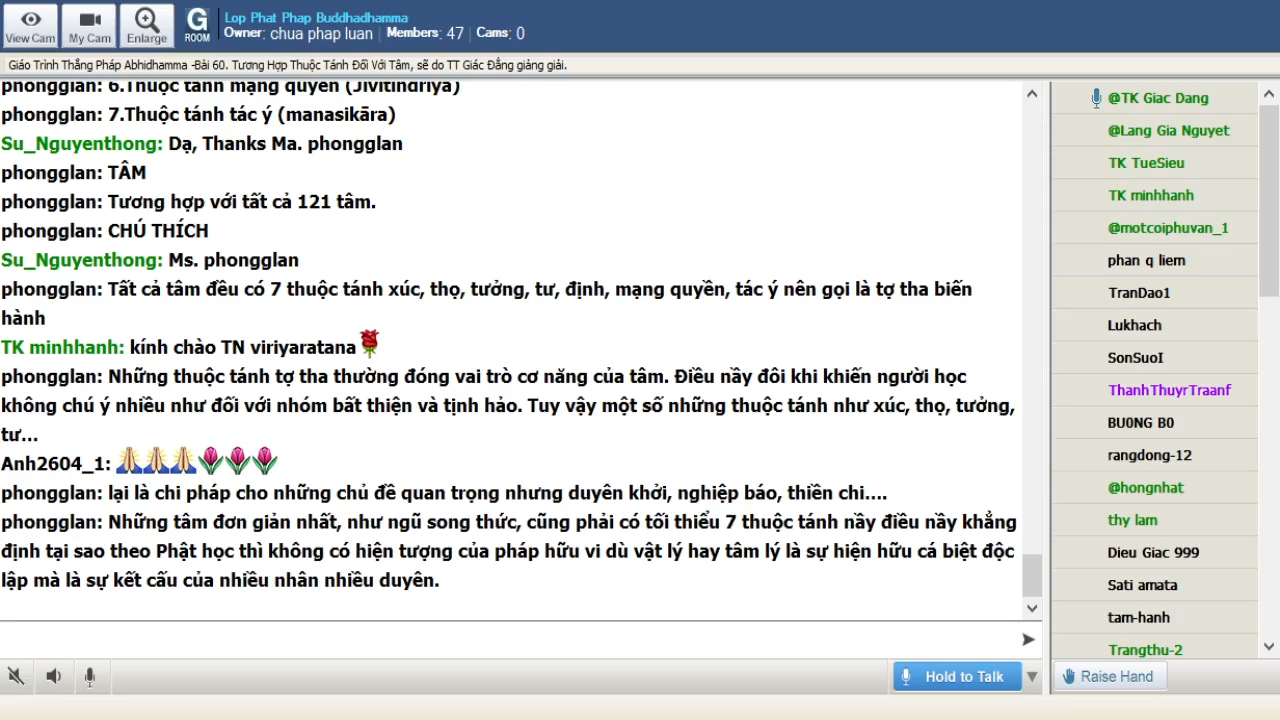 View Cam
My Cam
Enlarge
G
ROOM
Lop Phat Phap Buddhadhamma
Owner: chua phap luan | Members: 47 | Cams: 0
Giáo Trình Thắng Pháp Abhidhamma -Bài 60. Tương Hợp Thuộc Tánh Đối Với Tâm, sẽ do TT Giác Đẳng giảng giải.
phongglan: 6.Thuộc tánh mạng quyền (Jivitindriya)
phongglan: 7.Thuộc tánh tác ý (manasikāra)
Su_Nguyenthong: Dạ, Thanks Ma. phongglan
phongglan: TÂM
phongglan: Tương hợp với tất cả 121 tâm.
phongglan: CHÚ THÍCH
Su_Nguyenthong: Ms. phongglan
phongglan: Tất cả tâm đều có 7 thuộc tánh xúc, thọ, tưởng, tư, định, mạng quyền, tác ý nên gọi là tợ tha biến
hành
TK minhhanh: kính chào TN viriyaratana
phongglan: Những thuộc tánh tợ tha thường đóng vai trò cơ năng của tâm. Điều nầy đôi khi khiến người học
không chú ý nhiều như đối với nhóm bất thiện và tịnh hảo. Tuy vậy một số những thuộc tánh như xúc, thọ, tưởng,
tư...
Anh2604_1:
phongglan: lại là chi pháp cho những chủ đề quan trọng nhưng duyên khởi, nghiệp báo, thiền chi....
phongglan: Những tâm đơn giản nhất, như ngũ song thức, cũng phải có tối thiểu 7 thuộc tánh nầy điều nầy khẳng
định tại sao theo Phật học thì không có hiện tượng của pháp hữu vi dù vật lý hay tâm lý là sự hiện hữu cá biệt độc
lập mà là sự kết cấu của nhiều nhân nhiều duyên.
@TK Giac Dang
@Lang Gia Nguyet
TK TueSieu
TK minhhanh
@motcoiphuvan_1
phan q liem
TranDao1
Lukhach
SonSuoI
ThanhThuyrTraanf
BU0NG B0
rangdong-12
@hongnhat
thy lam
Dieu Giac 999
Sati amata
tam-hanh
Trangthu-2
Hold to Talk
Raise Hand